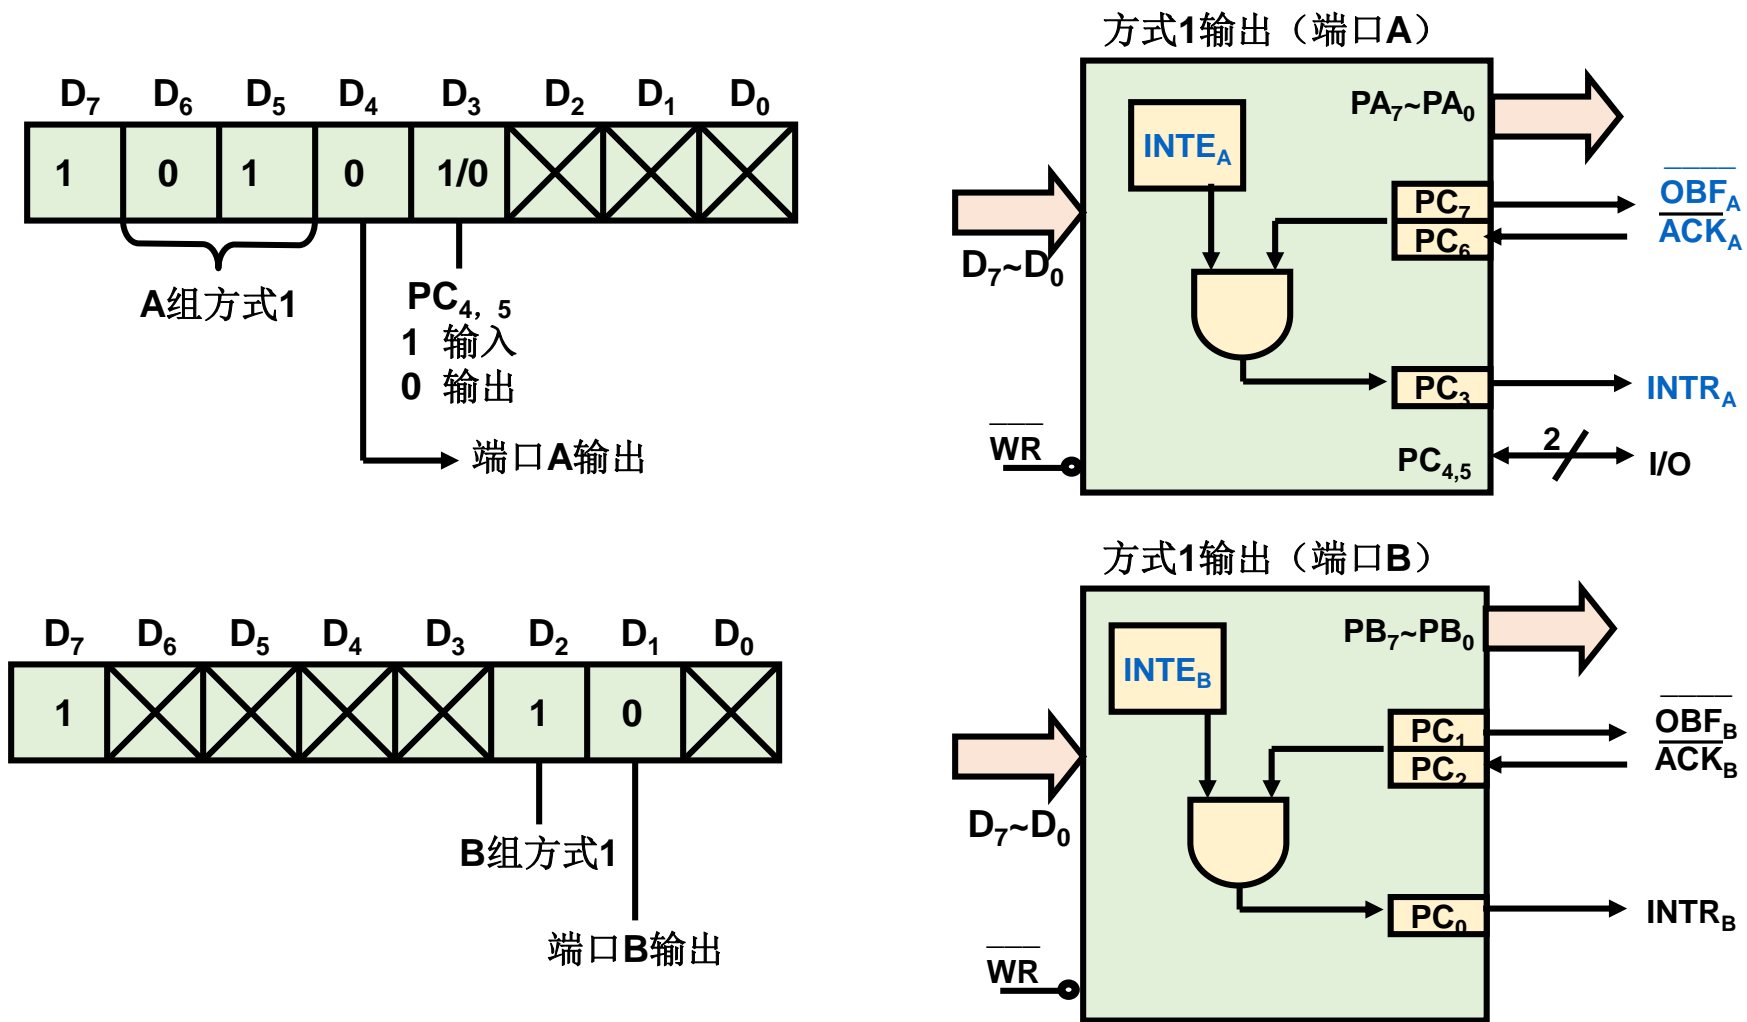 D7 D6 D5 D4 D3 D2 D1 D0
1 0 1 0 1/0
A组方式1
PC4, 5
1 输入
0 输出
端口A输出
方式1输出（端口A）
INTEA
PA7~PA0
D7~D0
PC7
OBFA
PC6
ACKA
PC3
INTRA
WR
PC4,5
2
I/O
D7 D6 D5 D4 D3 D2 D1 D0
1 1 0
B组方式1
端口B输出
方式1输出（端口B）
INTEB
PB7~PB0
D7~D0
PC1
OBFB
PC2
ACKB
PC0
INTRB
WR